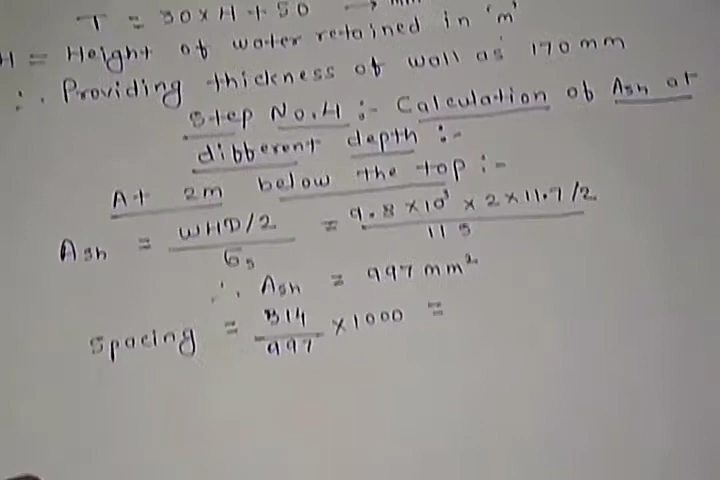 T = 30 × H + 50 → mm
H = Height of water retained in 'm'
∴ Providing thickness of wall as 170 mm
Step No.4 :- Calculation of Ash at
different depth :-
At 2m below the top :-
Ash = WHD/2 / σs = 9.8 × 10³ × 2 × 11.7/2 / 115
∴ Ash = 997 mm²
Spacing = 314/997 × 1000 =